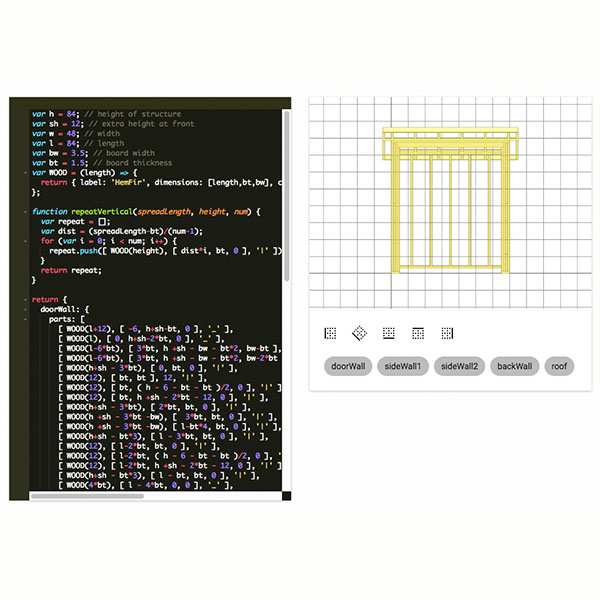 var h = 84; // height of structure
var sh = 12; // extra height at front
var w = 48; // width
var l = 84; // length
var bw = 3.5; // board width
var bt = 1.5; // board thickness
var WOOD = (length) => {
return { label: 'HemFir', dimensions: [length,bt,bw], c
};
function repeatVertical(spreadLength, height, num) {
var repeat = [];
var dist = (spreadLength-bt)/(num-1);
for (var i = 0; i < num; i++) {
repeat.push([ WOOD(height), [ dist*i, bt, 0 ], '|' ])
}
return repeat;
}
return {
doorWall: {
parts: [
[ WOOD(l+12), [ -6, h+sh-bt, 0 ], '_' ],
[ WOOD(l), [ 0, h+sh-2*bt, 0 ], '_' ],
[ WOOD(l-6*bt), [ 3*bt, h +sh - bw - bt*2, bw-bt ],
[ WOOD(l-6*bt), [ 3*bt, h +sh - bw - bt*2, bw-2*bt
[ WOOD(h+sh - 3*bt), [ 0, bt, 0 ], '|' ],
[ WOOD(12), [ bt, bt ], 12, '|' ],
[ WOOD(12), [ bt, ( h - 6 - bt - bt )/2, 0 ], '|' ]
[ WOOD(12), [ bt, h +sh - 2*bt - 12, 0 ], '|' ],
[ WOOD(h+sh - 3*bt), [ 2*bt, bt, 0 ], '|' ],
[ WOOD(h +sh - 3*bt -bw), [ 3*bt, bt, 0 ], '|' ],
[ WOOD(h +sh - 3*bt -bw), [ l-bt*4, bt, 0 ], '|' ],
[ WOOD(h+sh - bt*3), [ l - 3*bt, bt, 0 ], '|' ],
[ WOOD(12), [ l-2*bt, bt, 0 ], '|' ],
[ WOOD(12), [ l-2*bt, ( h - 6 - bt - bt )/2, 0 ],
[ WOOD(12), [ l-2*bt, h +sh - 2*bt - 12, 0 ], '|'
[ WOOD(h+sh - bt*3), [ l - bt, bt, 0 ], '|' ],
[ WOOD(4*bt), [ l - 4*bt, 0, 0 ], '_' ],
doorWall sideWall1 sideWall2 backWall roof